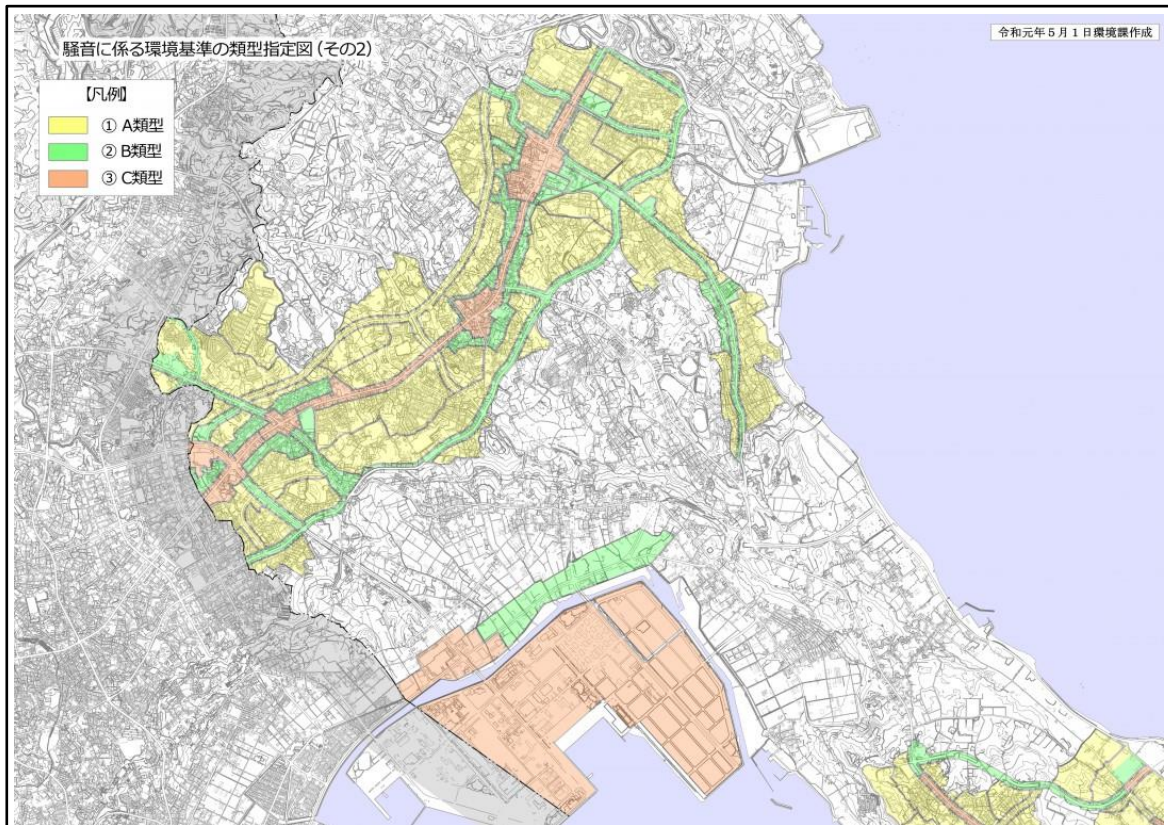 騒音に係る環境基準の類型指定図(その2)
令和元年5月1日環境課作成
【凡例】
① A類型
② B類型
③ C類型